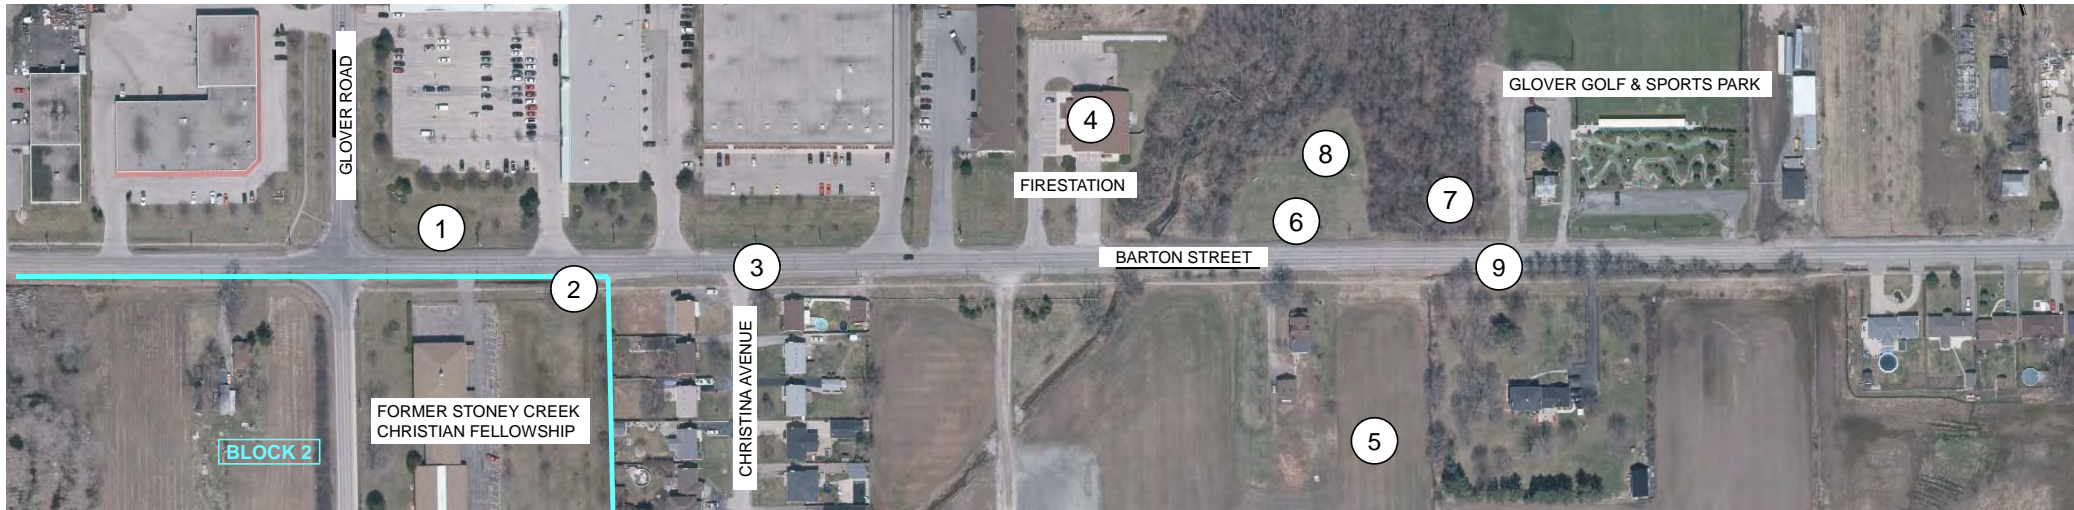 GLOVER ROAD
GLOVER GOLF & SPORTS PARK
4
8
FIRESTATION
7
1
6
BARTON STREET
3
9
2
CHRISTINA AVENUE
FORMER STONEY CREEK
CHRISTIAN FELLOWSHIP
BLOCK 2
5